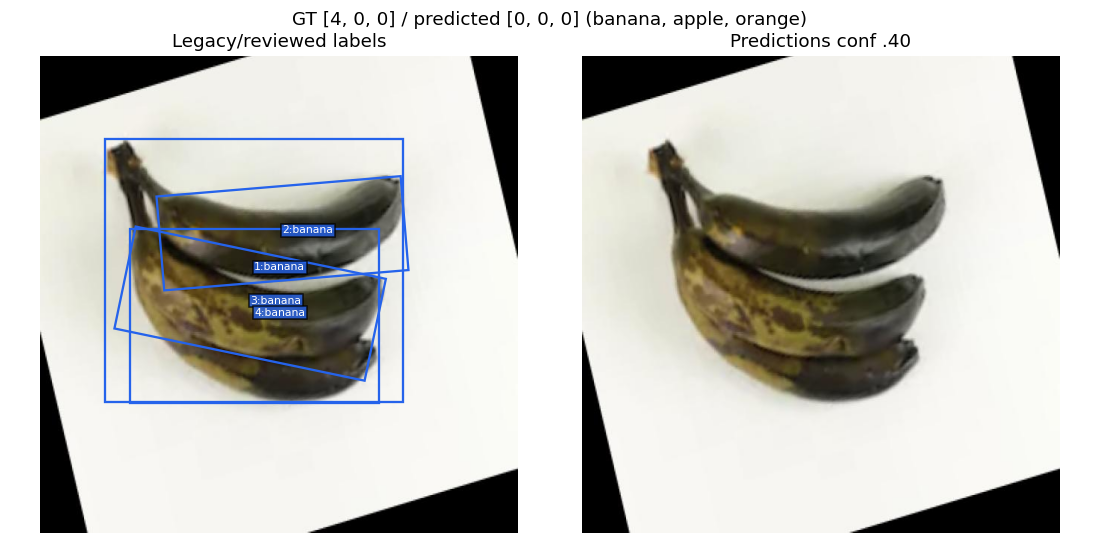 GT [4, 0, 0] / predicted [0, 0, 0] (banana, apple, orange)
Legacy/reviewed labels
Predictions conf .40
2:banana
1:banana
3:banana
4:banana